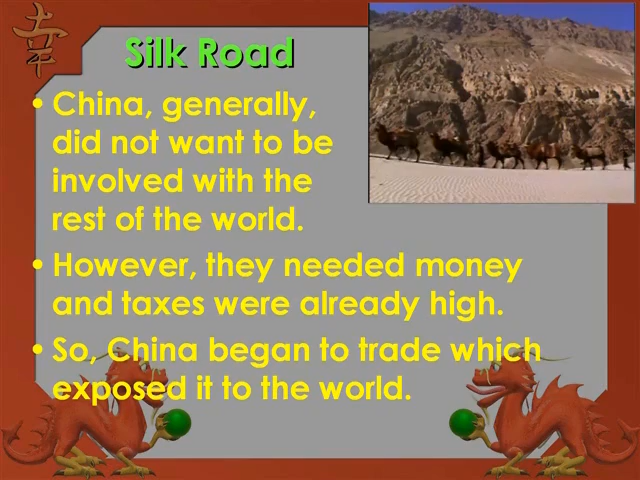 Silk Road
• China, generally,
did not want to be
involved with the
rest of the world.
• However, they needed money
and taxes were already high.
• So, China began to trade which
exposed it to the world.